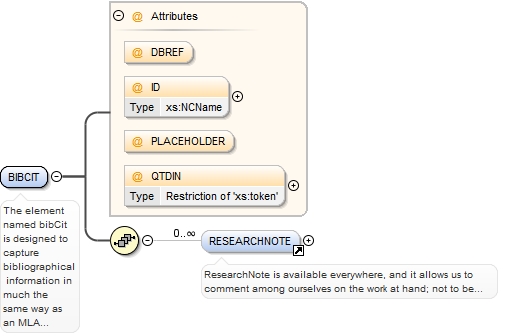 @ Attributes
@ DBREF
@ ID
Type xs:NCName
@ PLACEHOLDER
@ QTDIN
Type Restriction of 'xs:token'
BIBCIT
The element
named bibCit
is designed to
capture
bibliographical
information in
much the
same way as
an MLA...
0..∞
RESEARCHNOTE
ResearchNote is available everywhere, and it allows us to
comment among ourselves on the work at hand; not to be...